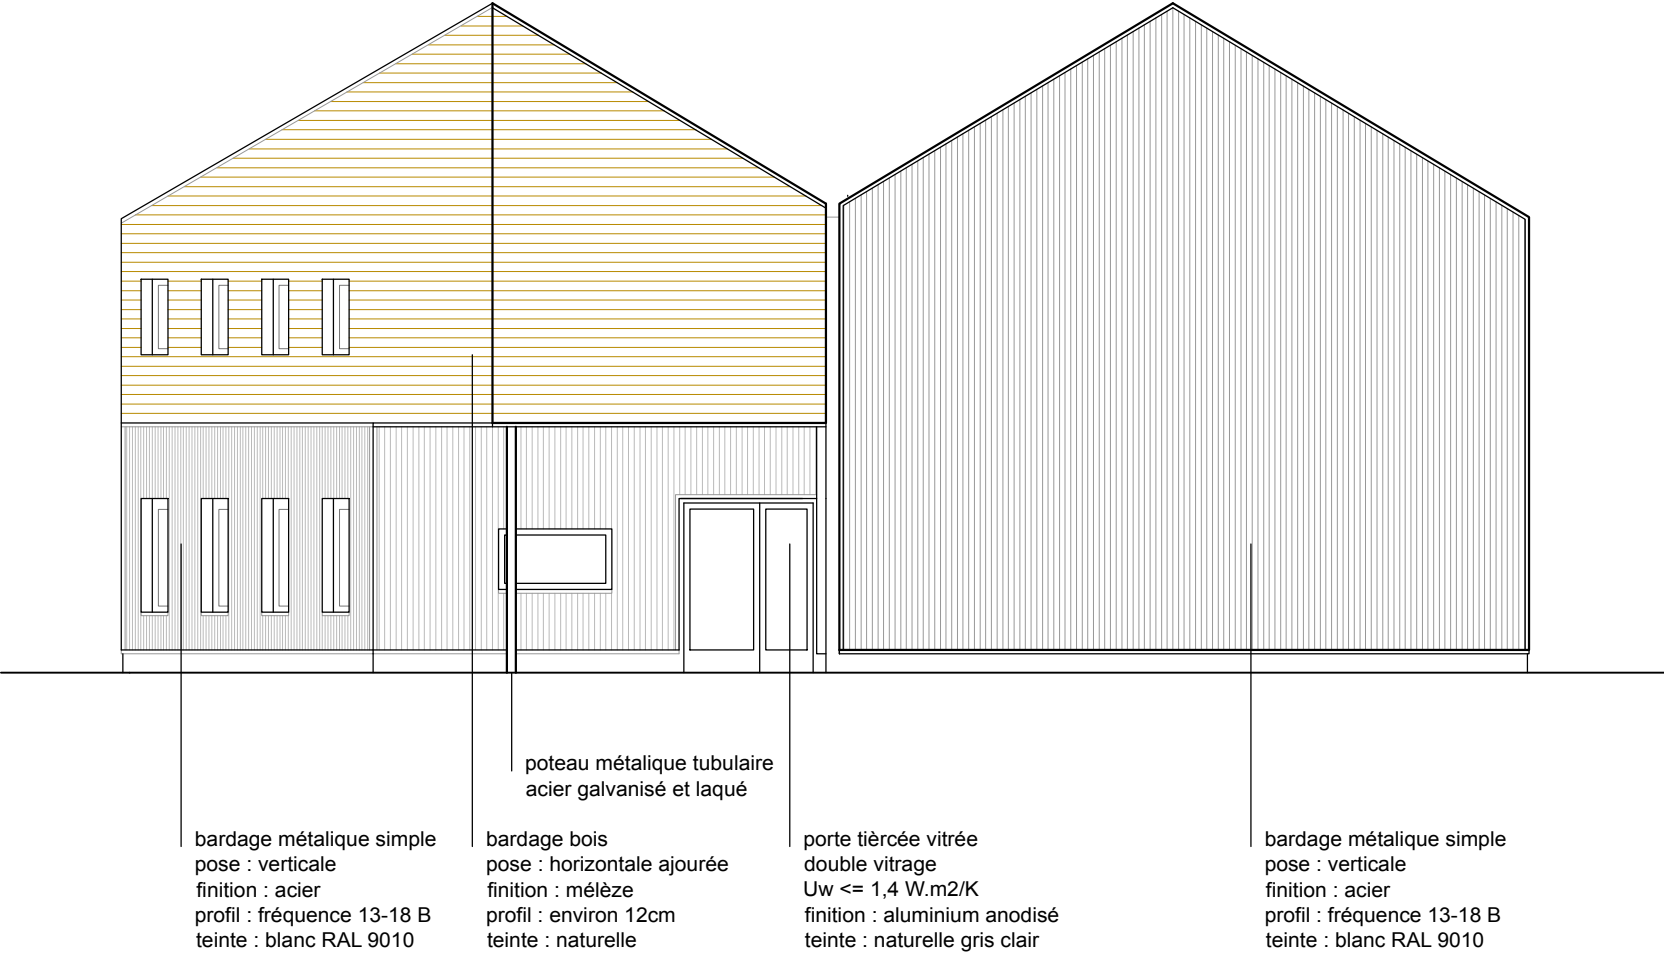 poteau métalique tubulaire
acier galvanisé et laqué
bardage métalique simple
pose : verticale
finition : acier
profil : fréquence 13-18 B
teinte : blanc RAL 9010
bardage bois
pose : horizontale ajourée
finition : mélèze
profil : environ 12cm
teinte : naturelle
porte tièrcée vitrée
double vitrage
Uw <= 1,4 W.m2/K
finition : aluminium anodisé
teinte : naturelle gris clair
bardage métalique simple
pose : verticale
finition : acier
profil : fréquence 13-18 B
teinte : blanc RAL 9010